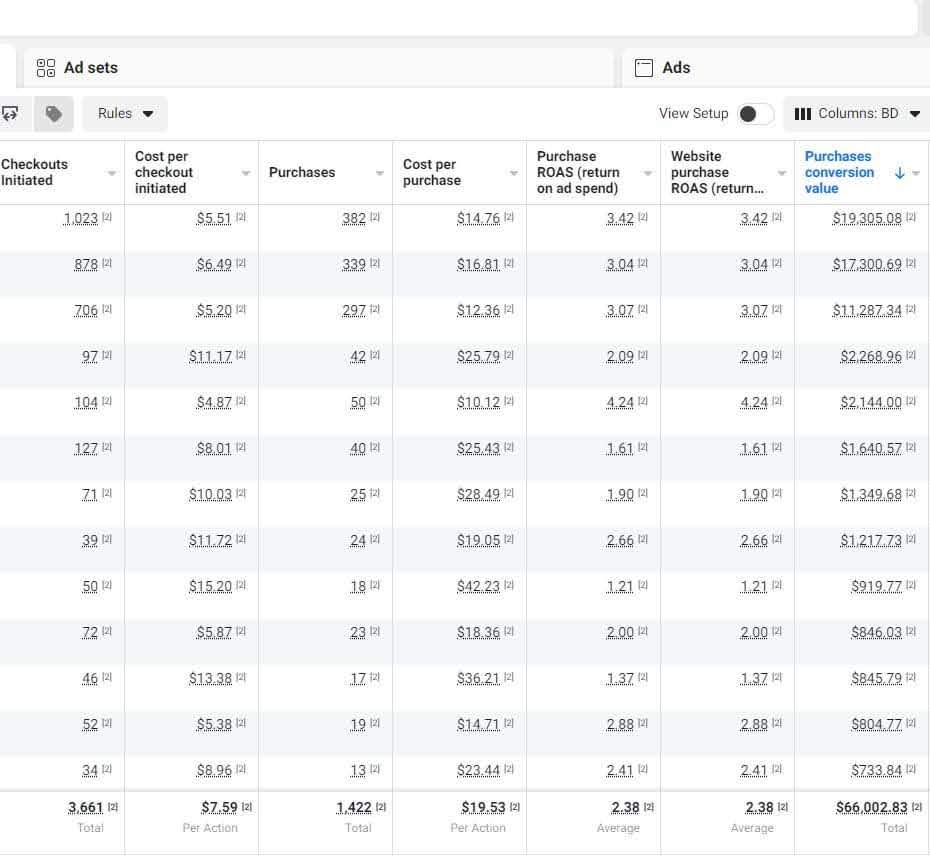 Ad sets Ads
Rules View Setup Columns: BD
Checkouts Initiated Cost per checkout initiated Purchases Cost per purchase Purchase ROAS (return on ad spend) Website purchase ROAS (return... Purchases conversion value
1,023 [2] $5.51 [2] 382 [2] $14.76 [2] 3.42 [2] 3.42 [2] $19,305.08 [2]
878 [2] $6.49 [2] 339 [2] $16.81 [2] 3.04 [2] 3.04 [2] $17,300.69 [2]
706 [2] $5.20 [2] 297 [2] $12.36 [2] 3.07 [2] 3.07 [2] $11,287.34 [2]
97 [2] $11.17 [2] 42 [2] $25.79 [2] 2.09 [2] 2.09 [2] $2,268.96 [2]
104 [2] $4.87 [2] 50 [2] $10.12 [2] 4.24 [2] 4.24 [2] $2,144.00 [2]
127 [2] $8.01 [2] 40 [2] $25.43 [2] 1.61 [2] 1.61 [2] $1,640.57 [2]
71 [2] $10.03 [2] 25 [2] $28.49 [2] 1.90 [2] 1.90 [2] $1,349.68 [2]
39 [2] $11.72 [2] 24 [2] $19.05 [2] 2.66 [2] 2.66 [2] $1,217.73 [2]
50 [2] $15.20 [2] 18 [2] $42.23 [2] 1.21 [2] 1.21 [2] $919.77 [2]
72 [2] $5.87 [2] 23 [2] $18.36 [2] 2.00 [2] 2.00 [2] $846.03 [2]
46 [2] $13.38 [2] 17 [2] $36.21 [2] 1.37 [2] 1.37 [2] $845.79 [2]
52 [2] $5.38 [2] 19 [2] $14.71 [2] 2.88 [2] 2.88 [2] $804.77 [2]
34 [2] $8.96 [2] 13 [2] $23.44 [2] 2.41 [2] 2.41 [2] $733.84 [2]
3,661 [2] $7.59 [2] 1,422 [2] $19.53 [2] 2.38 [2] 2.38 [2] $66,002.83 [2]
Total Per Action Total Per Action Average Average Total